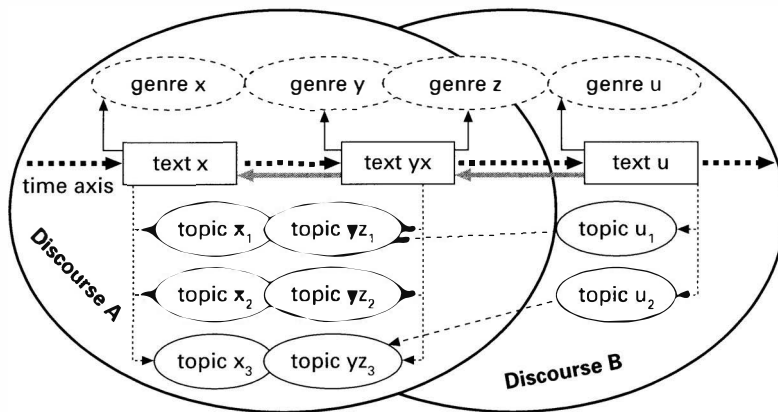 genre x genre y genre z genre u
text x text yx text u
time axis
topic x₁ topic yz₁ topic u₁
topic x₂ topic yz₂ topic u₂
topic x₃ topic yz₃
Discourse A
Discourse B